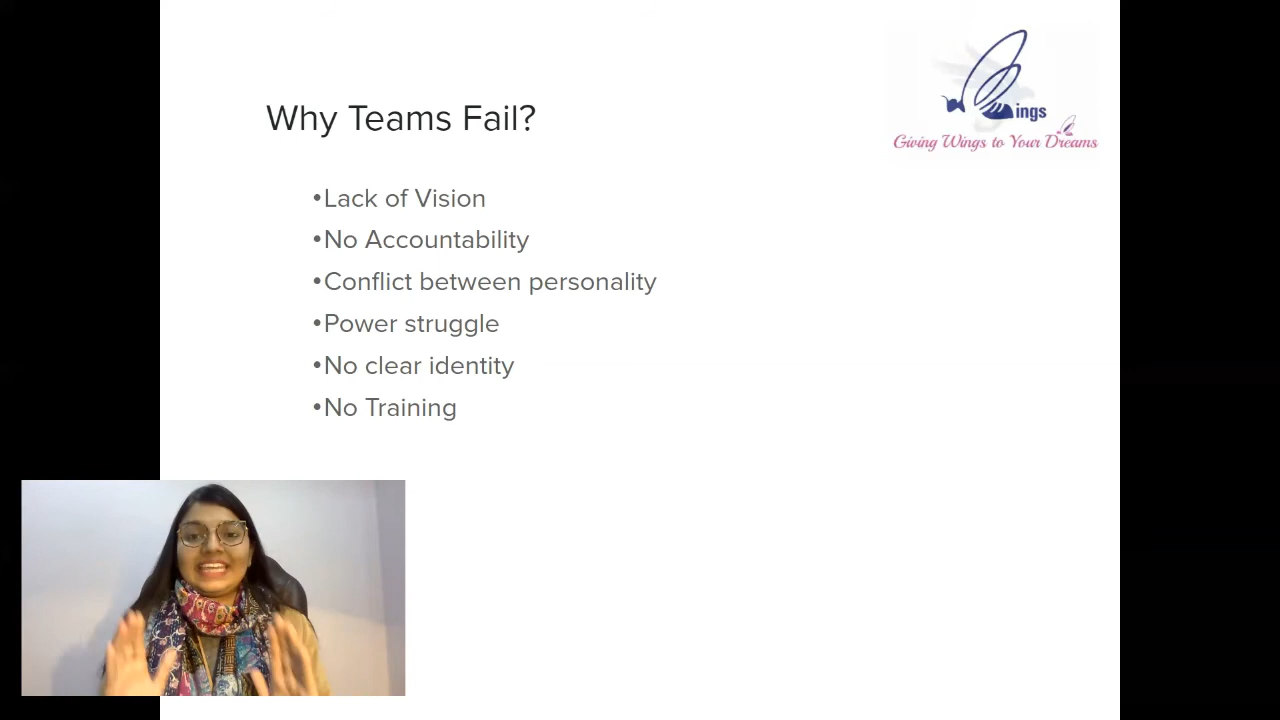 ings
Giving Wings to Your Dreams
Why Teams Fail?
•Lack of Vision
•No Accountability
•Conflict between personality
•Power struggle
•No clear identity
•No Training